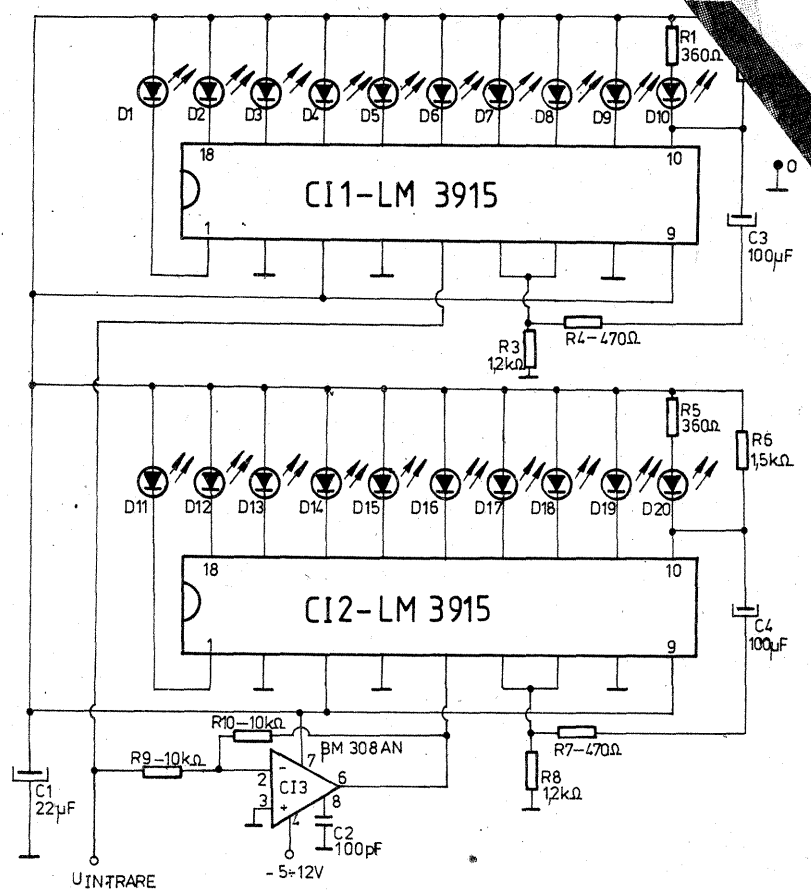 R1
360Ω
D1
D2
D3
D4
D5
D6
D7
D8
D9
D10
18
10
0
CI1-LM 3915
1
9
C3
100µF
R3
1,2kΩ
R4-470Ω
R5
360Ω
R6
1,5kΩ
D11
D12
D13
D14
D15
D16
D17
D18
D19
D20
18
10
CI2-LM 3915
C4
100µF
1
9
R10-10kΩ
βM 308AN
R9-10kΩ
7
R7-470Ω
2
-
CI3
6
R8
1,2kΩ
C1
22µF
3
+
8
4
C2
100pF
-5÷12V
UINTRARE